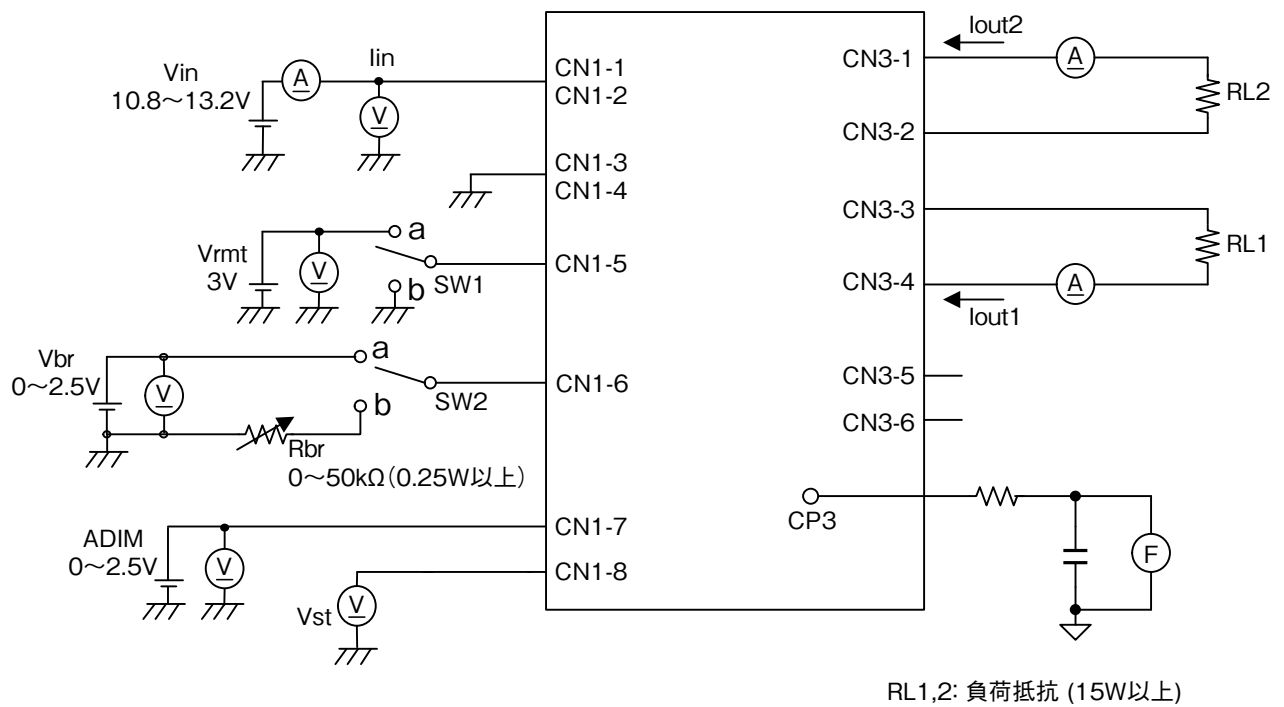 Vin
10.8～13.2V
A
Iin
V
CN1-1
CN1-2
CN1-3
CN1-4
Vrmt
3V
V
a
b
SW1
CN1-5
Vbr
0～2.5V
V
a
b
SW2
CN1-6
Rbr
0～50kΩ（0.25W以上）
ADIM
0～2.5V
V
CN1-7
CN1-8
Vst
V
Iout2
CN3-1
A
RL2
CN3-2
CN3-3
RL1
CN3-4
A
Iout1
CN3-5
CN3-6
CP3
F
RL1,2: 負荷抵抗 (15W以上)